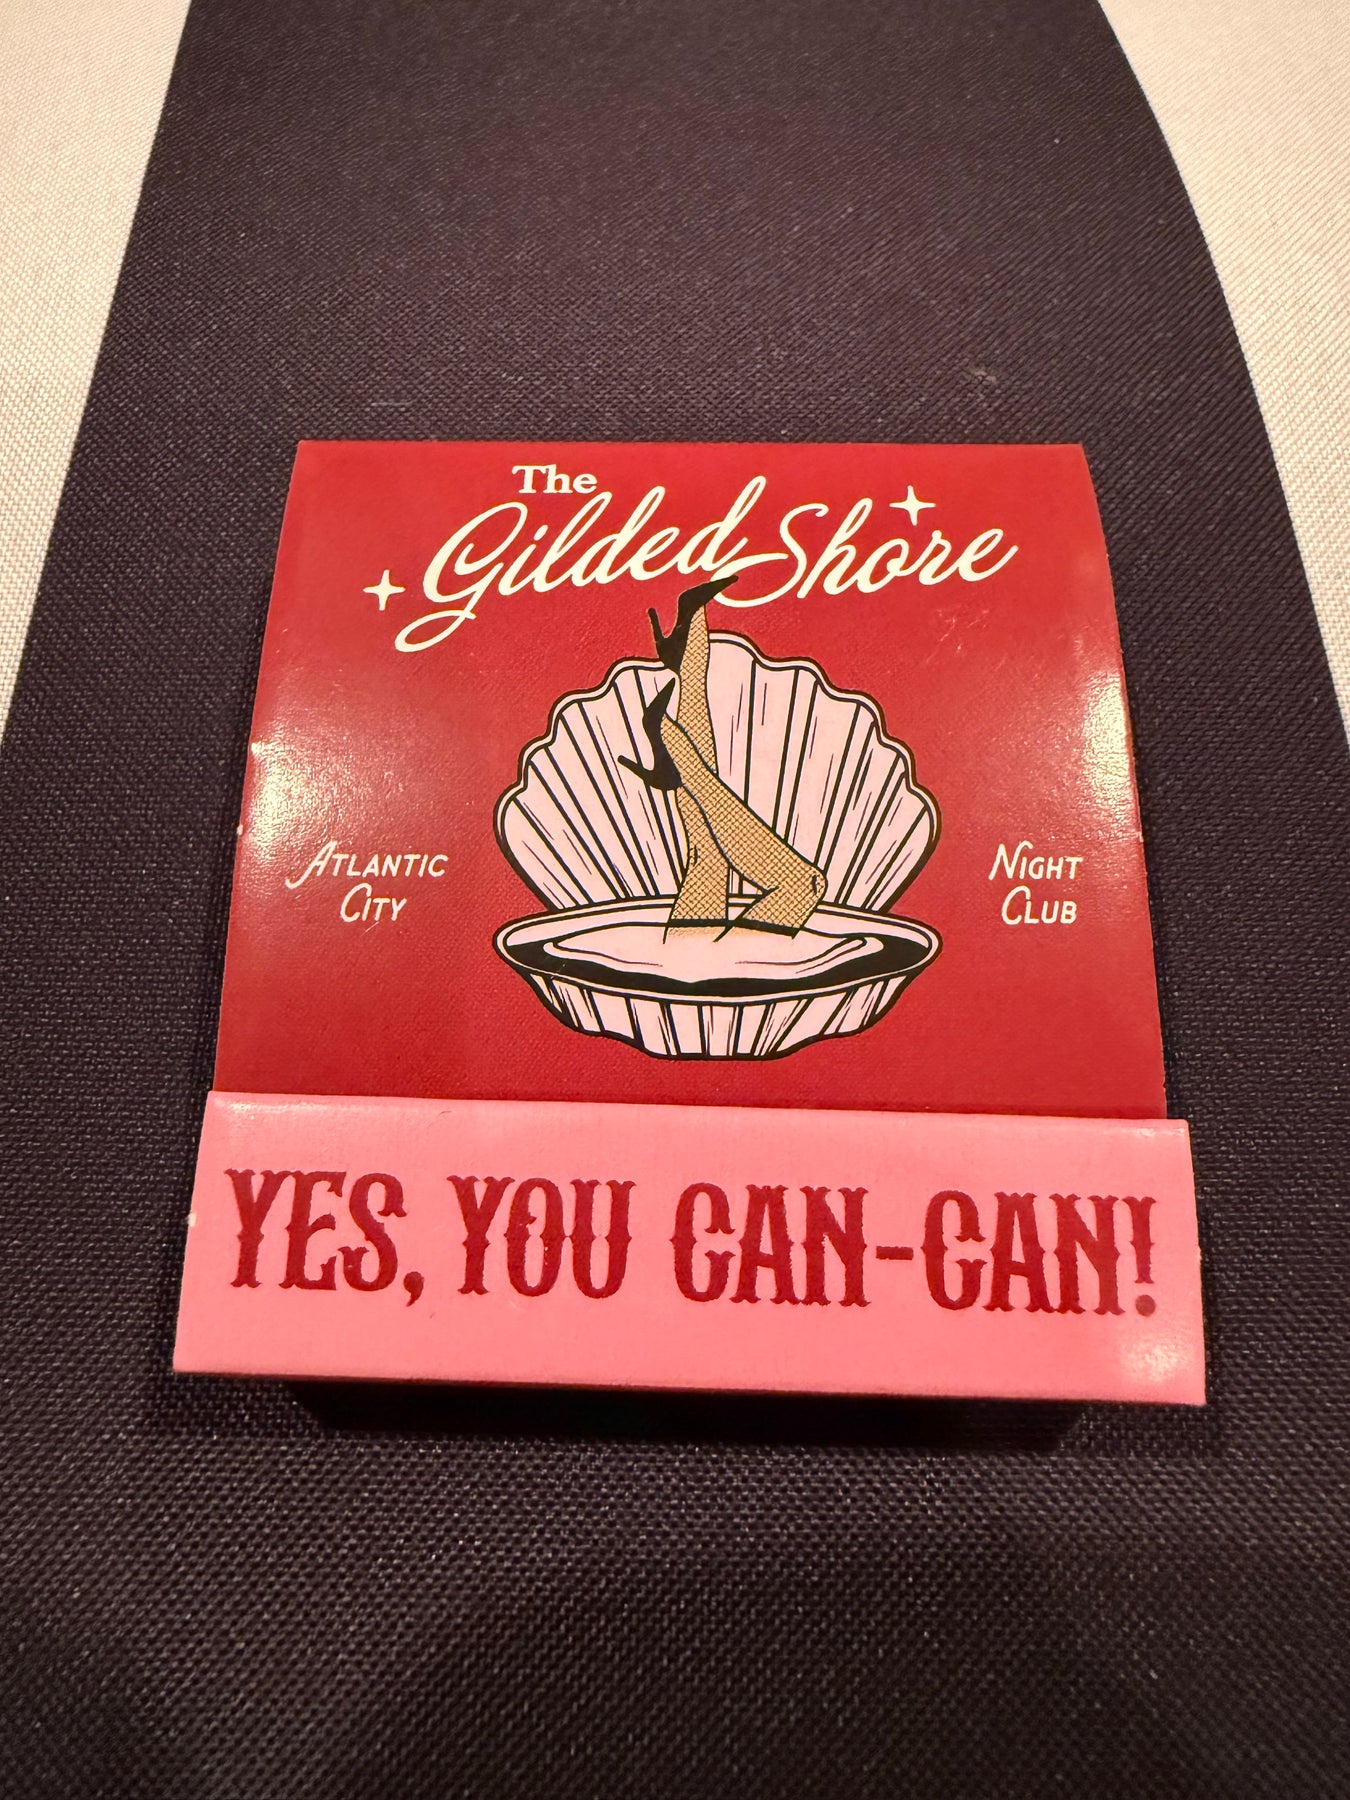 The
Gilded Shore
Atlantic
City
Night
Club
YES, YOU CAN-CAN!